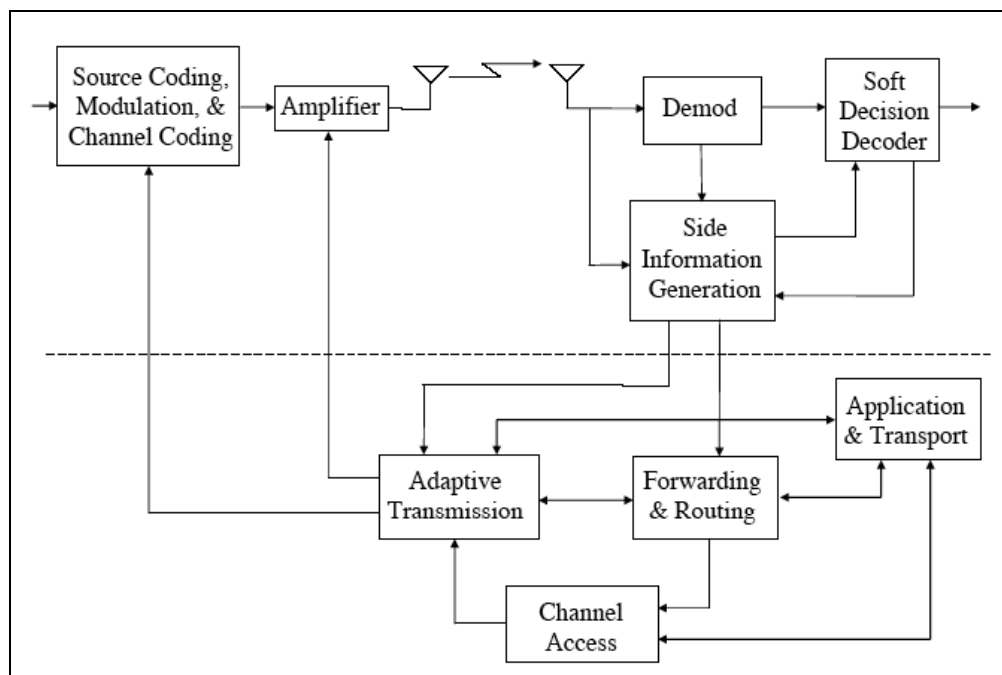 Source Coding,
Modulation, &
Channel Coding
Amplifier
Demod
Soft
Decision
Decoder
Side
Information
Generation
Application
& Transport
Adaptive
Transmission
Forwarding
& Routing
Channel
Access